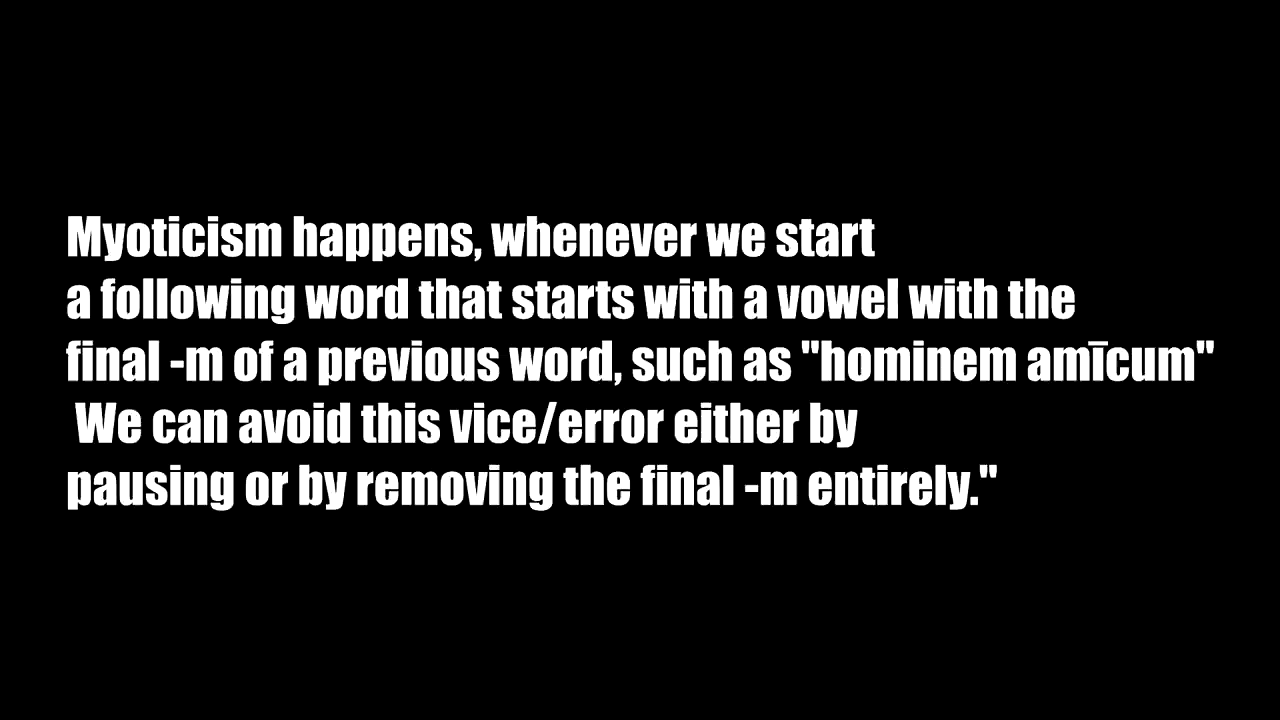 Myoticism happens, whenever we start
a following word that starts with a vowel with the
final -m of a previous word, such as "hominem amīcum"
We can avoid this vice/error either by
pausing or by removing the final -m entirely."